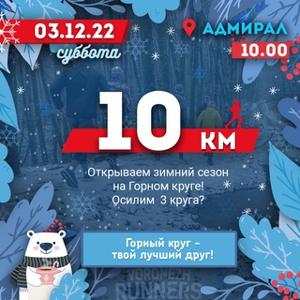 03.12.22
суббота
АДМИРАЛ
10.00
10 км
Открываем зимний сезон
на Горном круге!
Осилим 3 круга?
Горный круг –
твой лучший друг!
VORONEZH
RUNNERS